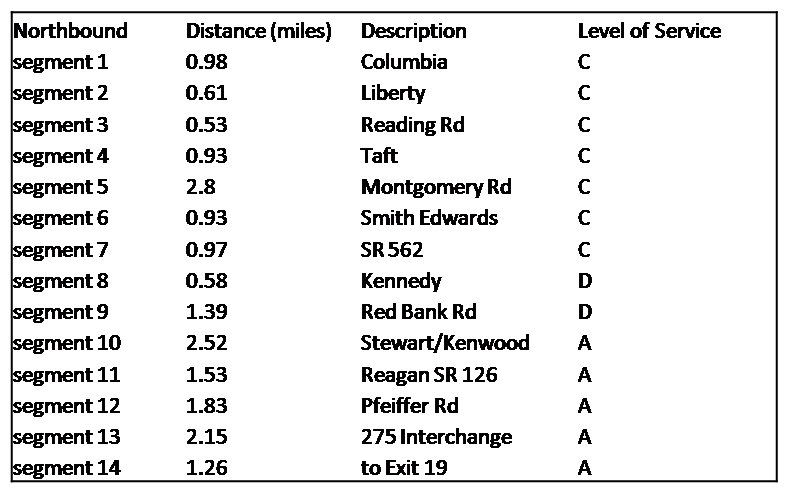 Northbound Distance (miles) Description Level of Service
segment 1 0.98 Columbia C
segment 2 0.61 Liberty C
segment 3 0.53 Reading Rd C
segment 4 0.93 Taft C
segment 5 2.8 Montgomery Rd C
segment 6 0.93 Smith Edwards C
segment 7 0.97 SR 562 C
segment 8 0.58 Kennedy D
segment 9 1.39 Red Bank Rd D
segment 10 2.52 Stewart/Kenwood A
segment 11 1.53 Reagan SR 126 A
segment 12 1.83 Pfeiffer Rd A
segment 13 2.15 275 Interchange A
segment 14 1.26 to Exit 19 A